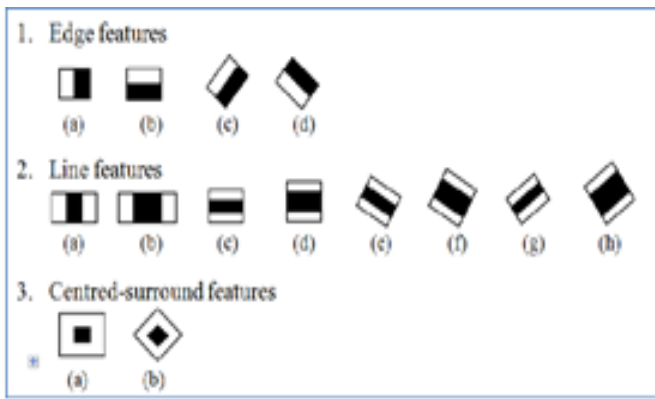 1. Edge features
(a) (b) (c) (d)
2. Line features
(a) (b) (c) (d) (e) (f) (g) (h)
3. Centred-surround features
(a) (b)